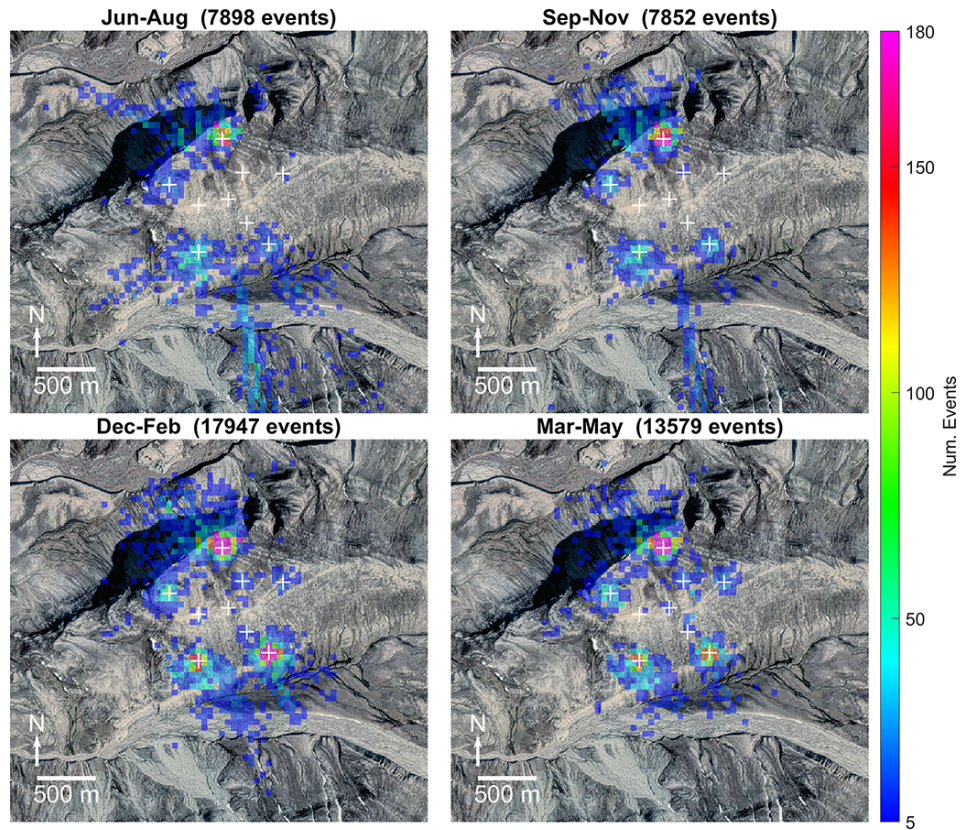 Jun-Aug (7898 events)
Sep-Nov (7852 events)
180
150
100
50
5
Num. Events
N
500 m
N
500 m
Dec-Feb (17947 events)
Mar-May (13579 events)
N
500 m
N
500 m